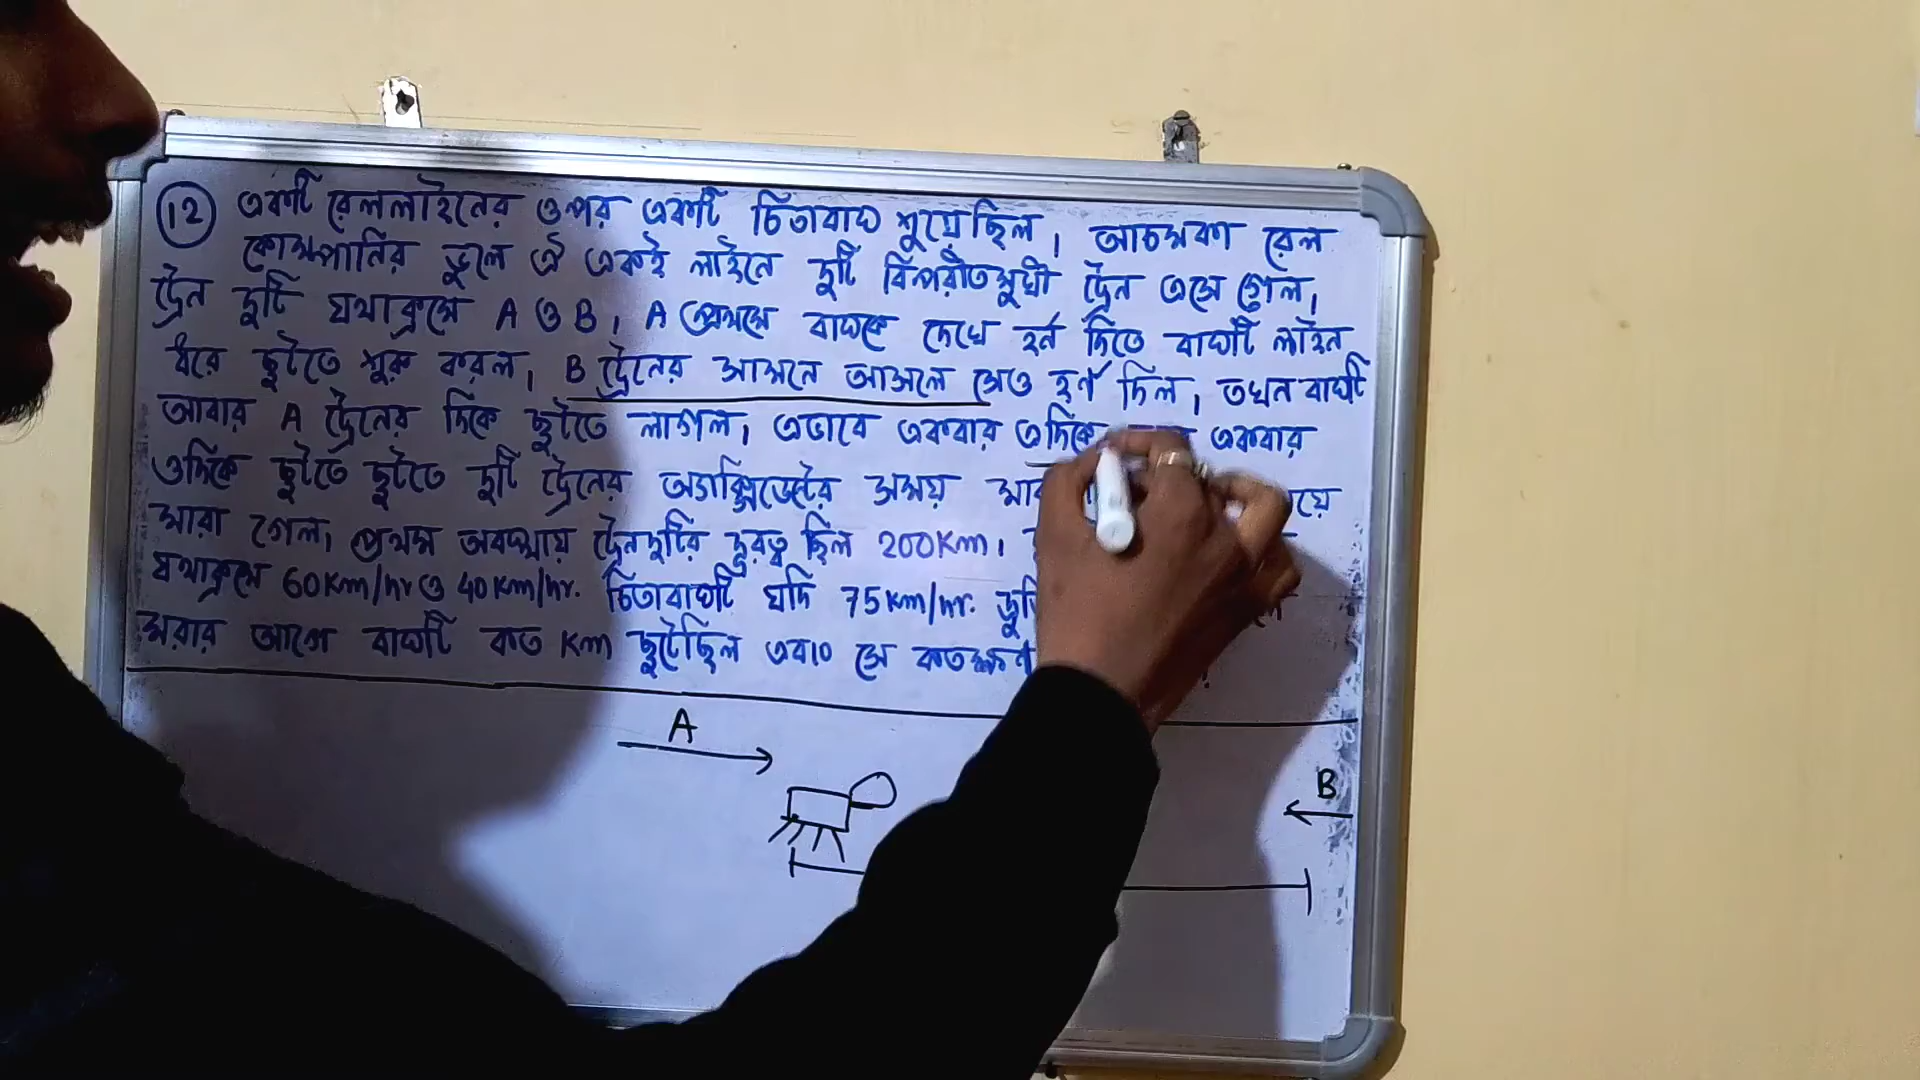 12 একটি রেললাইনের ওপর একটি চিতাবাঘ শুয়েছিল। আচমকা রেল
কোম্পানির ভুলে ঐ একই লাইনে দুটি বিপরীতমুখী ট্রেন এসে গেল।
ট্রেন দুটি যথাক্রমে A ও B। A প্রথমে বাঘকে দেখে হর্ন দিতে বাঘটি লাইন
ধরে ছুটতে শুরু করল। B ট্রেনের সামনে আসলে সেও হর্ণ দিল। তখন বাঘটি
আবার A ট্রেনের দিকে ছুটতে লাগল। এভাবে একবার এদিকে একবার
ওদিকে ছুটতে ছুটতে দুটি ট্রেনের অ্যাক্সিডেন্টের সময়
মারা গেল। প্রথম অবস্থায় ট্রেনদুটির দূরত্ব ছিল 200Km।
যথাক্রমে 60Km/hr ও 40Km/hr. চিতাবাঘটি যদি 75Km/hr.
মরার আগে বাঘটি কত Km ছুটেছিল এবং সে কতক্ষণ
A
B